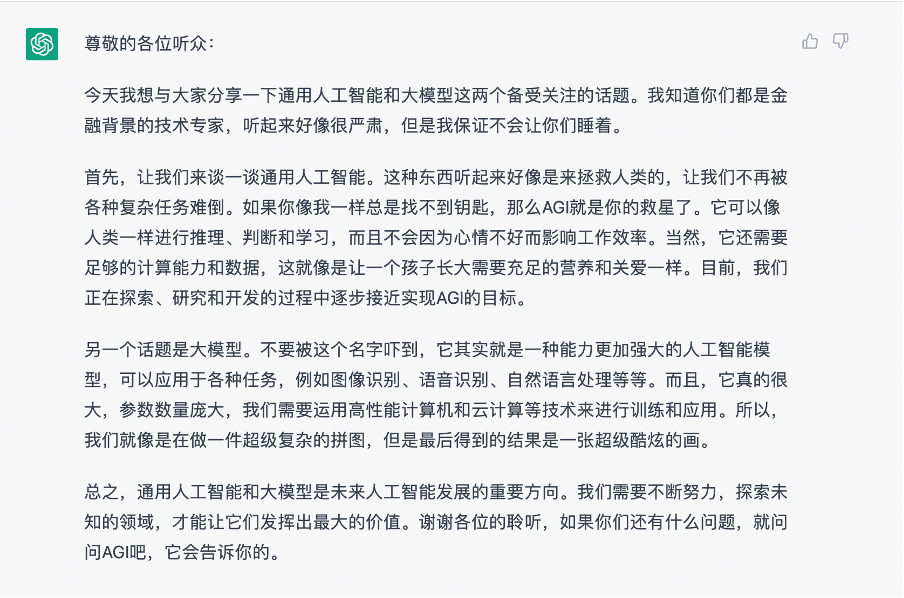 尊敬的各位听众：
今天我想与大家分享一下通用人工智能和大模型这两个备受关注的话题。我知道你们都是金
融背景的技术专家，听起来好像很严肃，但是我保证不会让你们睡着。
首先，让我们来谈一谈通用人工智能。这种东西听起来好像是来拯救人类的，让我们不再被
各种复杂任务难倒。如果你像我一样总是找不到钥匙，那么AGI就是你的救星了。它可以像
人类一样进行推理、判断和学习，而且不会因为心情不好而影响工作效率。当然，它还需要
足够的计算能力和数据，这就像是让一个孩子长大需要充足的营养和关爱一样。目前，我们
正在探索、研究和开发的过程中逐步接近实现AGI的目标。
另一个话题是大模型。不要被这个名字吓到，它其实就是一种能力更加强大的人工智能模
型，可以应用于各种任务，例如图像识别、语音识别、自然语言处理等等。而且，它真的很
大，参数数量庞大，我们需要运用高性能计算机和云计算等技术来进行训练和应用。所以，
我们就像是在做一件超级复杂的拼图，但是最后得到的结果是一张超级酷炫的画。
总之，通用人工智能和大模型是未来人工智能发展的重要方向。我们需要不断努力，探索未
知的领域，才能让它们发挥出最大的价值。谢谢各位的聆听，如果你们还有什么问题，就问
问AGI吧，它会告诉你的。